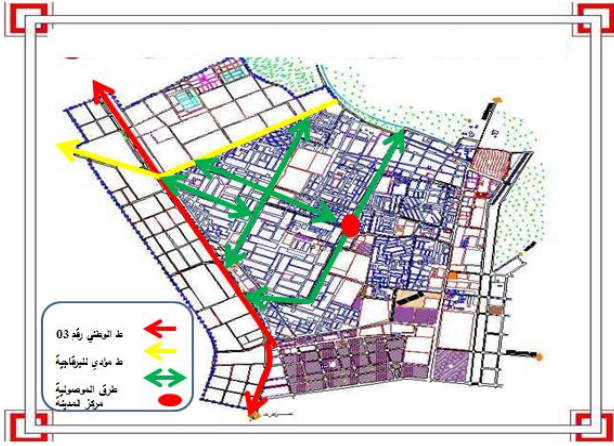 ط الوطني رقم 03
ط مؤدي للبرقاجية
طرق الموصولية
مركز المدينة